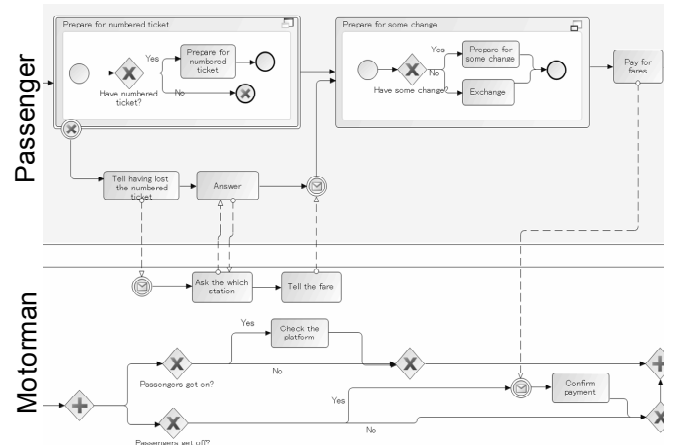 Passenger
Prepare for numbered ticket
Yes
Prepare for
numbered
ticket
No
Have numbered
ticket?
Prepare for some change
Yes
Prepare for
some change
No
Have some change?
Exchange
Pay for
fares
Tell having lost
the numbered
ticket
Answer
Motorman
Ask the which
station
Tell the fare
Yes
Check the
platform
No
Passengers get on?
Yes
Confirm
payment
No
Passengers get off?